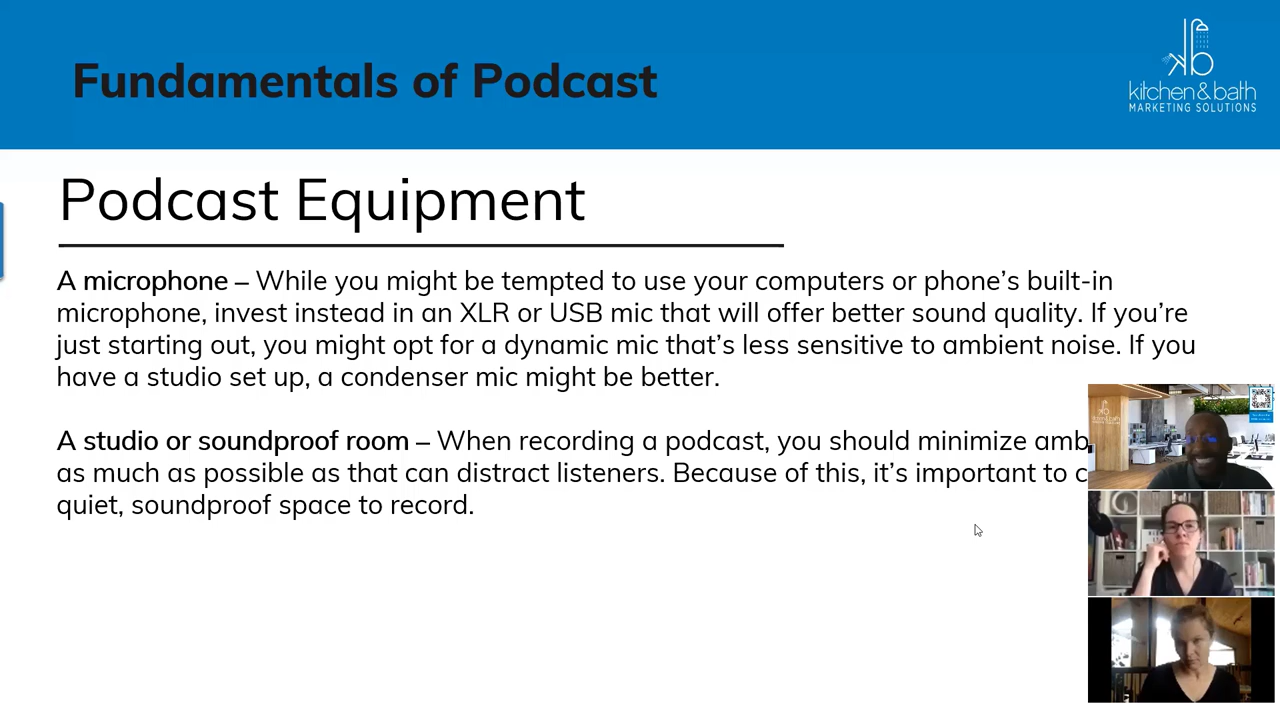 Fundamentals of Podcast
kitchen&bath
MARKETING SOLUTIONS
Podcast Equipment
A microphone – While you might be tempted to use your computers or phone's built-in
microphone, invest instead in an XLR or USB mic that will offer better sound quality. If you're
just starting out, you might opt for a dynamic mic that's less sensitive to ambient noise. If you
have a studio set up, a condenser mic might be better.
A studio or soundproof room – When recording a podcast, you should minimize amb
as much as possible as that can distract listeners. Because of this, it's important to c
quiet, soundproof space to record.